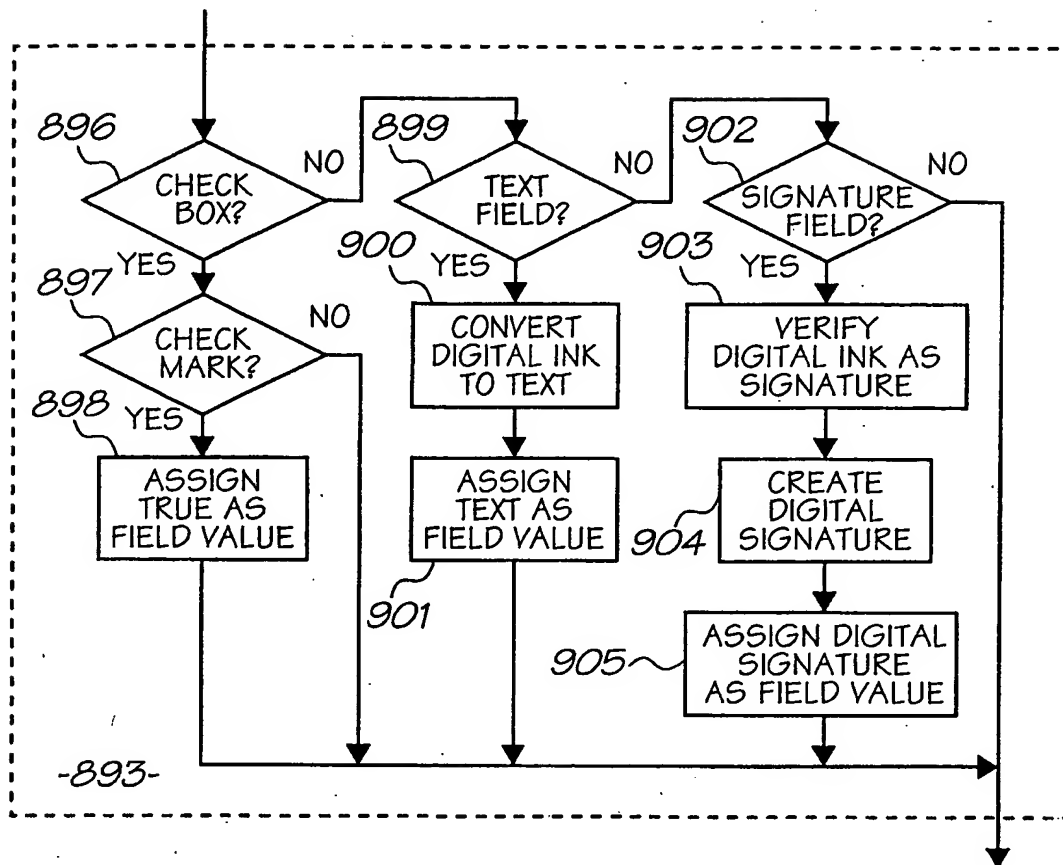 896
CHECK
BOX?
NO
YES
897
CHECK
MARK?
NO
YES
898
ASSIGN
TRUE AS
FIELD VALUE
899
TEXT
FIELD?
NO
YES
900
CONVERT
DIGITAL INK
TO TEXT
ASSIGN
TEXT AS
FIELD VALUE
901
902
SIGNATURE
FIELD?
NO
YES
903
VERIFY
DIGITAL INK AS
SIGNATURE
CREATE
DIGITAL
SIGNATURE
904
ASSIGN DIGITAL
SIGNATURE
AS FIELD VALUE
905
-893-